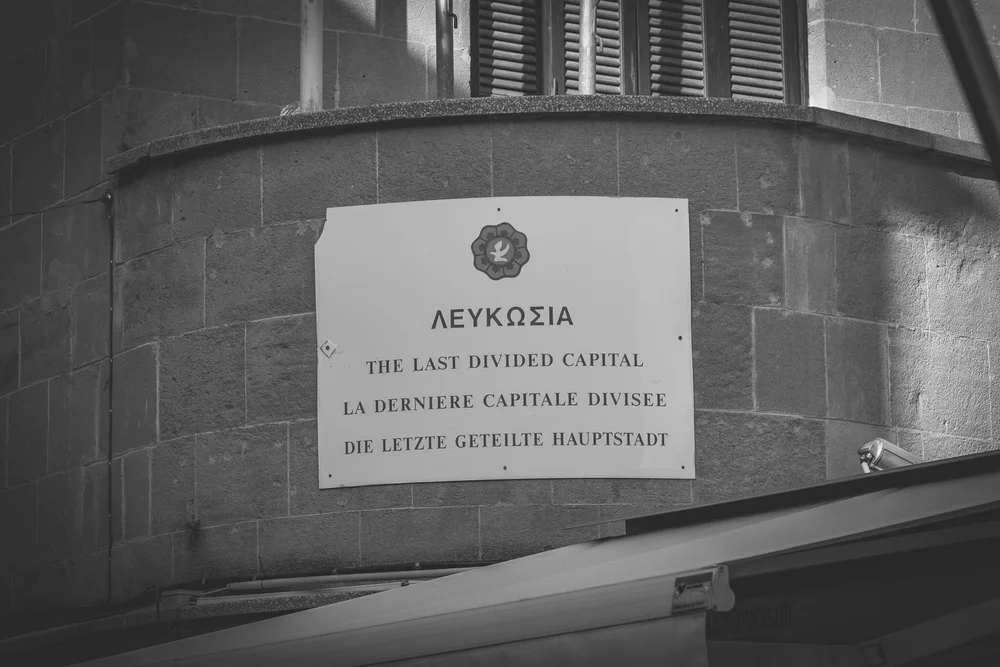 ΛΕΥΚΩΣΙΑ
THE LAST DIVIDED CAPITAL
LA DERNIERE CAPITALE DIVISEE
DIE LETZTE GETEILTE HAUPTSTADT